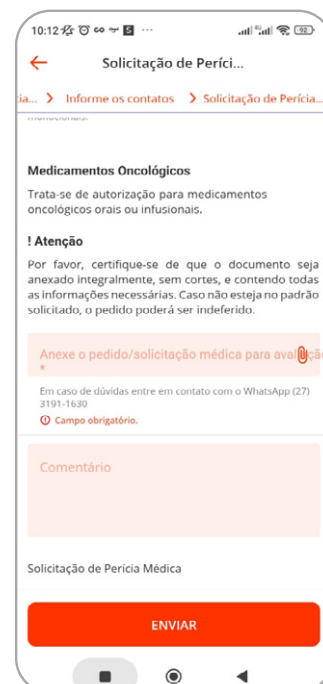 10:12
92
Solicitação de Períci...
ia... Informe os contatos Solicitação de Perícia...
Medicamentos Oncológicos
Trata-se de autorização para medicamentos
oncológicos orais ou infusionais.
! Atenção
Por favor, certifique-se de que o documento seja
anexado integralmente, sem cortes, e contendo todas
as informações necessárias. Caso não esteja no padrão
solicitado, o pedido poderá ser indeferido.
Anexe o pedido/solicitação médica para avaliação
*
Em caso de dúvidas entre em contato com o WhatsApp (27)
3191-1630
Campo obrigatório.
Comentário
Solicitação de Perícia Médica
ENVIAR